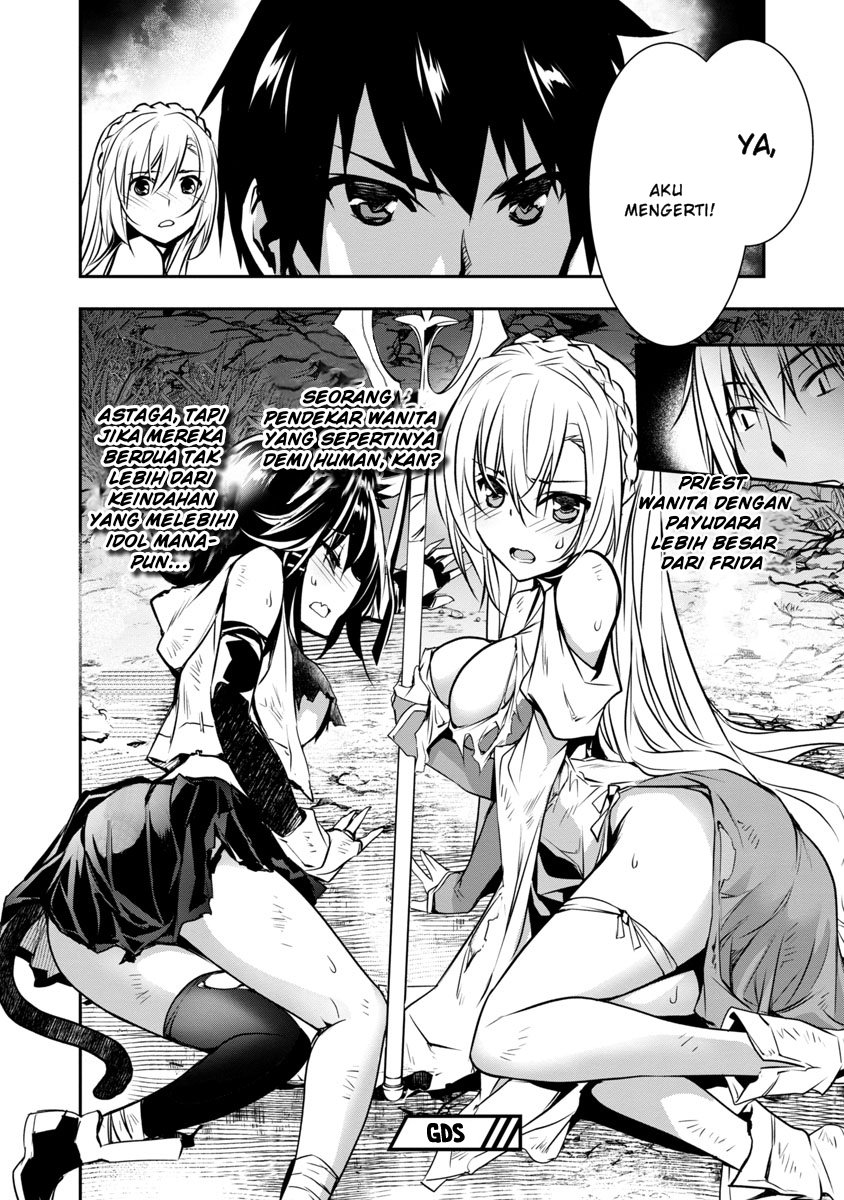 YA,
AKU
MENGERTI!
PRIEST
WANITA DENGAN
PAYUDARA
LEBIH BESAR
DARI FRIDA
SEORANG
PENDEKAR WANITA
YANG SEPERTINYA
DEMI HUMAN, KAN?
ASTAGA, TAPI
JIKA MEREKA
BERDUA TAK
LEBIH DARI
KEINDAHAN
YANG MELEBIHI
IDOL MANA-
PUN...
GDS